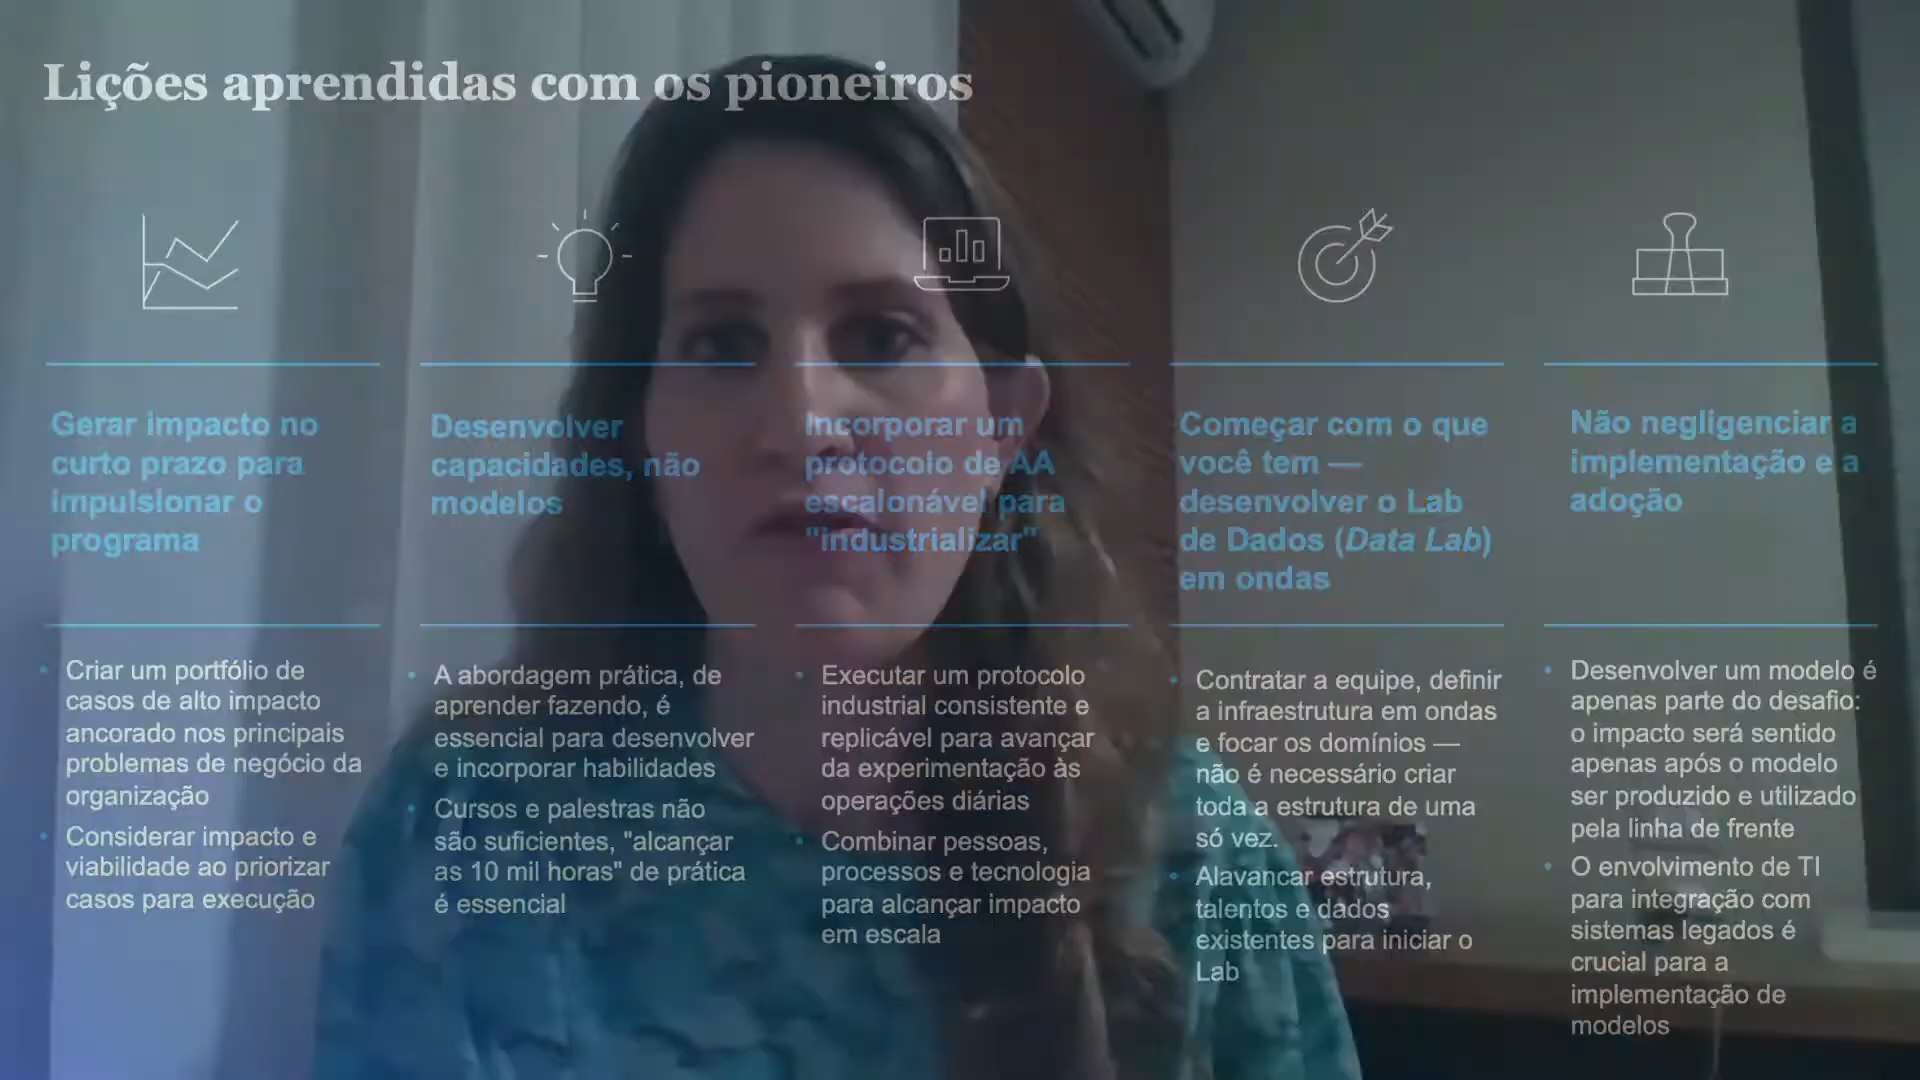 Lições aprendidas com os pioneiros
Gerar impacto no
curto prazo para
impulsionar o
programa
• Criar um portfólio de
casos de alto impacto
ancorado nos principais
problemas de negócio da
organização
• Considerar impacto e
viabilidade ao priorizar
casos para execução
Desenvolver
capacidades, não
modelos
• A abordagem prática, de
aprender fazendo, é
essencial para desenvolver
e incorporar habilidades
• Cursos e palestras não
são suficientes, "alcançar
as 10 mil horas" de prática
é essencial
Incorporar um
protocolo de AA
escalonável para
"industrializar"
• Executar um protocolo
industrial consistente e
replicável para avançar
da experimentação às
operações diárias
• Combinar pessoas,
processos e tecnologia
para alcançar impacto
em escala
Começar com o que
você tem —
desenvolver o Lab
de Dados (Data Lab)
em ondas
• Contratar a equipe, definir
a infraestrutura em ondas
e focar os domínios —
não é necessário criar
toda a estrutura de uma
só vez.
• Alavancar estrutura,
talentos e dados
existentes para iniciar o
Lab
Não negligenciar a
implementação e a
adoção
• Desenvolver um modelo é
apenas parte do desafio:
o impacto será sentido
apenas após o modelo
ser produzido e utilizado
pela linha de frente
• O envolvimento de TI
para integração com
sistemas legados é
crucial para a
implementação de
modelos